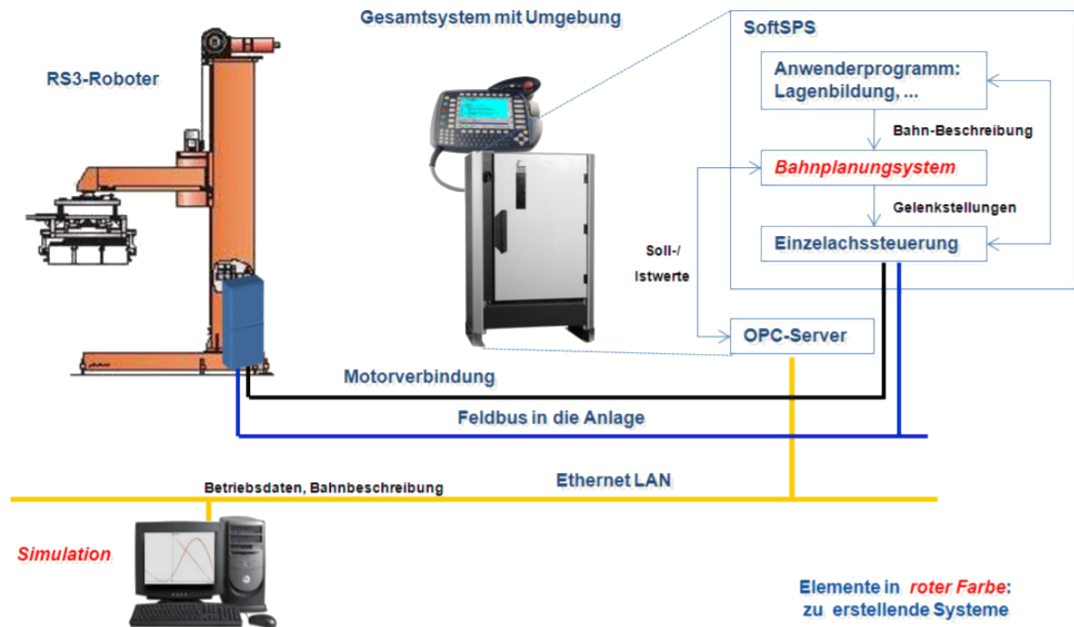 Gesamtsystem mit Umgebung
SoftSPS
RS3-Roboter
Anwenderprogramm:
Lagenbildung, ...
Bahn-Beschreibung
Bahnplanungsystem
Gelenkstellungen
Einzelachssteuerung
Soll-/
Istwerte
OPC-Server
Motorverbindung
Feldbus in die Anlage
Ethernet LAN
Betriebsdaten, Bahnbeschreibung
Simulation
Elemente in roter Farbe:
zu erstellende Systeme